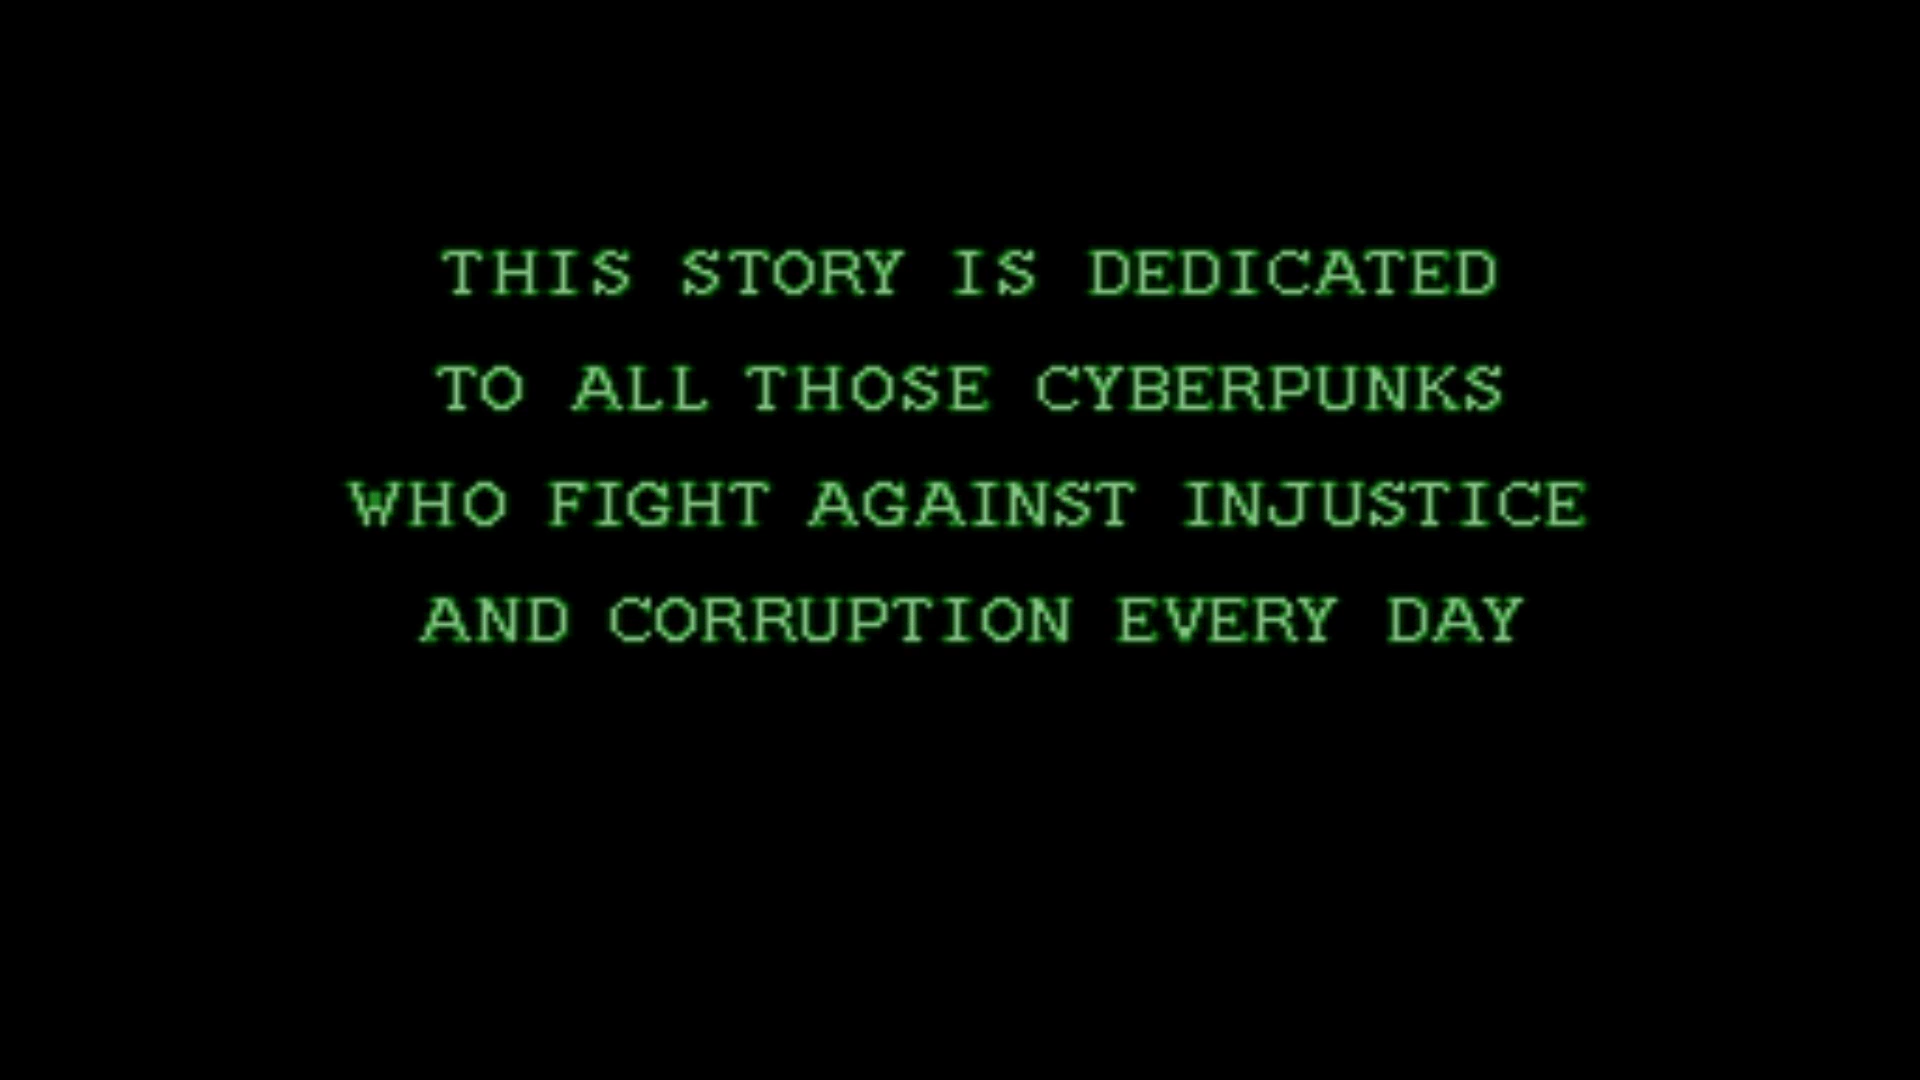 THIS STORY IS DEDICATED
TO ALL THOSE CYBERPUNKS
WHO FIGHT AGAINST INJUSTICE
AND CORRUPTION EVERY DAY